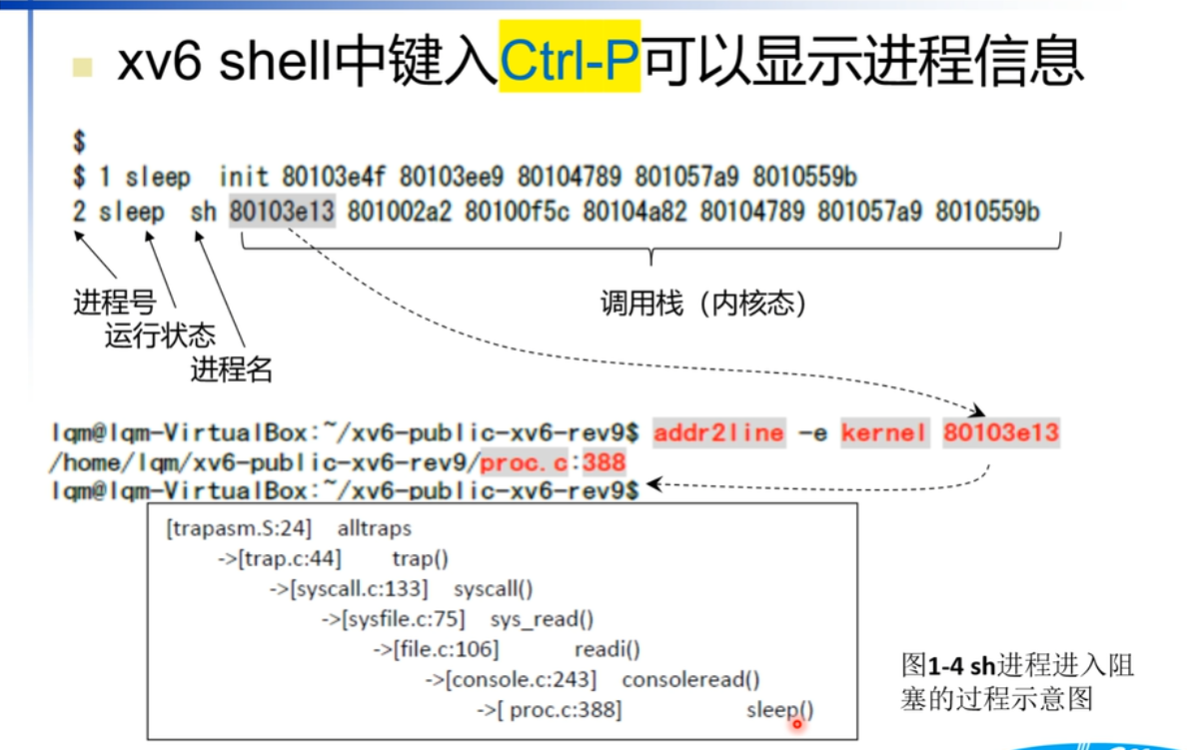 xv6 shell中键入Ctrl-P可以显示进程信息
$
$ 1 sleep  init 80103e4f 80103ee9 80104789 801057a9 8010559b
2 sleep  sh 80103e13 801002a2 80100f5c 80104a82 80104789 801057a9 8010559b
进程号
运行状态
进程名
调用栈（内核态）
lqm@lqm-VirtualBox:~/xv6-public-xv6-rev9$ addr2line -e kernel 80103e13
/home/lqm/xv6-public-xv6-rev9/proc.c:388
lqm@lqm-VirtualBox:~/xv6-public-xv6-rev9$
[trapasm.S:24] alltraps
->[trap.c:44] trap()
->[syscall.c:133] syscall()
->[sysfile.c:75] sys_read()
->[file.c:106] readi()
->[console.c:243] consoleread()
->[ proc.c:388] sleep()
图1-4 sh进程进入阻
塞的过程示意图